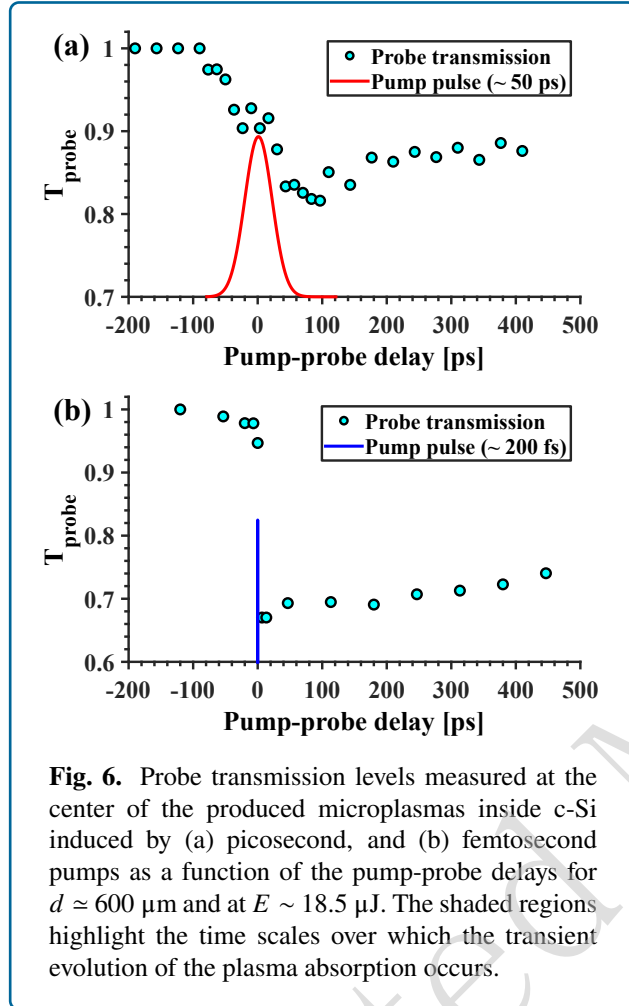 (a)
Probe transmission
Pump pulse (~ 50 ps)
1
0.9
0.8
0.7
T_probe
-200 -100 0 100 200 300 400 500
Pump-probe delay [ps]
(b)
Probe transmission
Pump pulse (~ 200 fs)
1
0.9
0.8
0.7
0.6
T_probe
-200 -100 0 100 200 300 400 500
Pump-probe delay [ps]
Fig. 6. Probe transmission levels measured at the
center of the produced microplasmas inside c-Si
induced by (a) picosecond, and (b) femtosecond
pumps as a function of the pump-probe delays for
d ≃ 600 µm and at E ∼ 18.5 µJ. The shaded regions
highlight the time scales over which the transient
evolution of the plasma absorption occurs.